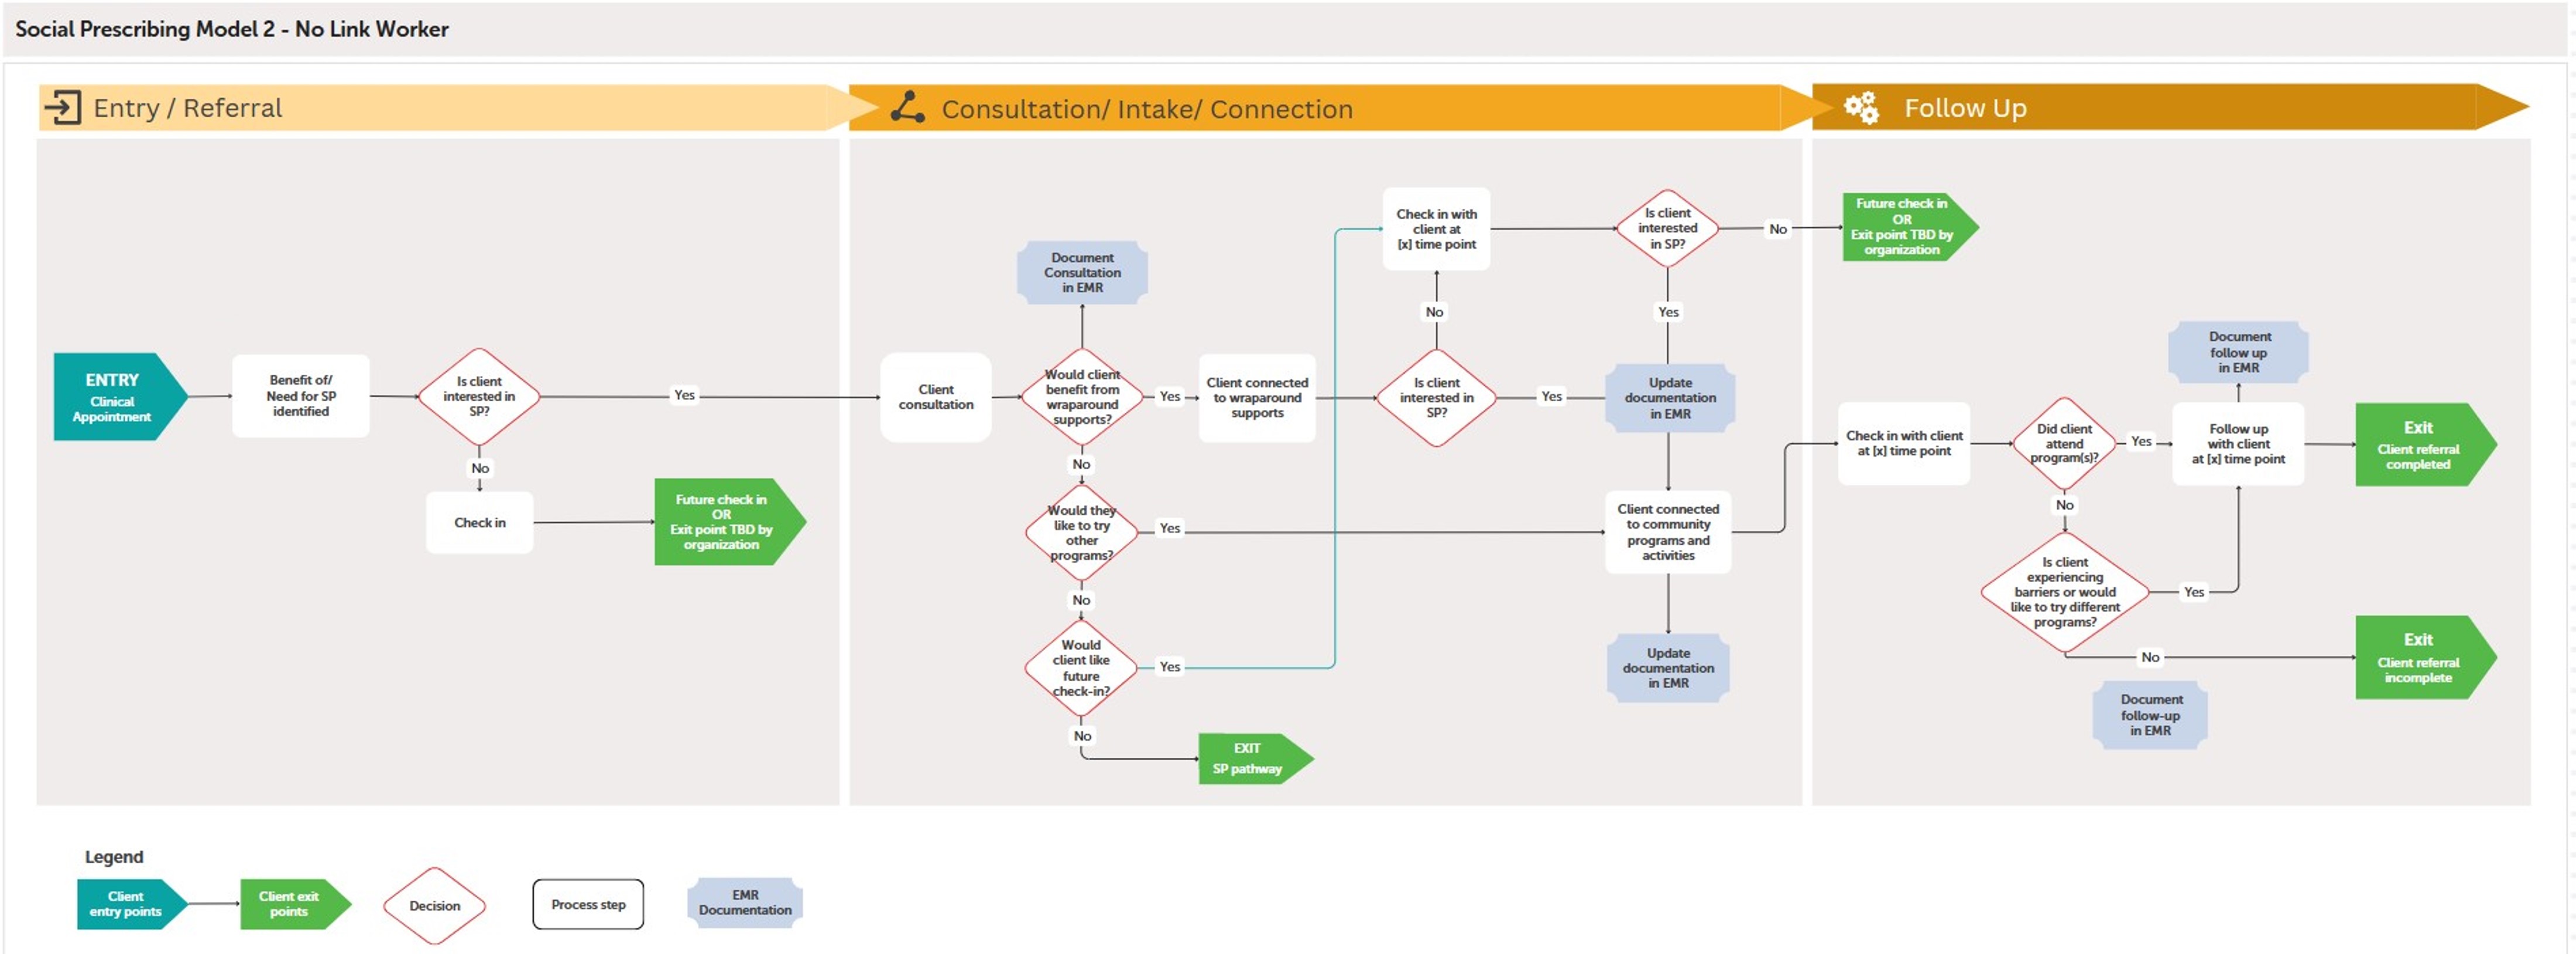 Social Prescribing Model 2 - No Link Worker
Entry / Referral
Consultation/ Intake/ Connection
Follow Up
ENTRY
Clinical
Appointment
Benefit of/
Need for SP
identified
Is client
interested in
SP?
Yes
No
Check in
Future check in
OR
Exit point TBD by
organization
Client
consultation
Document
Consultation
in EMR
Would client
benefit from
wraparound
supports?
Yes
No
Client connected
to wraparound
supports
Would they
like to try
other
programs?
Yes
No
Would
client like
future
check-in?
Yes
No
EXIT
SP pathway
Check in with
client at
[x] time point
No
Is client
interested in
SP?
Yes
Is client
interested
in SP?
No
Yes
Update
documentation
in EMR
Client connected
to community
programs and
activities
Update
documentation
in EMR
Future check in
OR
Exit point TBD by
organization
Check in with client
at [x] time point
Did client
attend
program(s)?
Yes
No
Document
follow up
in EMR
Follow up
with client
at [x] time point
Exit
Client referral
completed
Is client
experiencing
barriers or would
like to try different
programs?
Yes
No
Exit
Client referral
incomplete
Document
follow-up
in EMR
Legend
Client
entry points
Client exit
points
Decision
Process step
EMR
Documentation